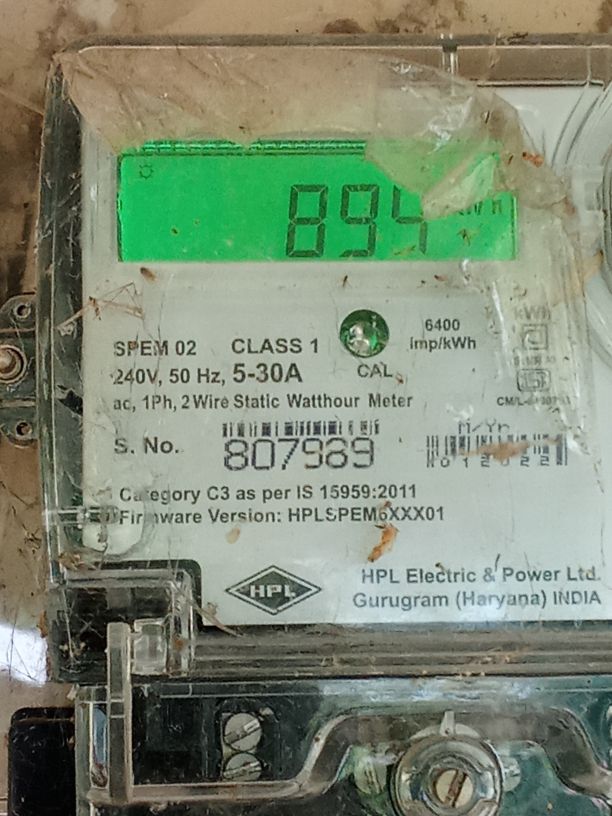 894
6400
imp/kWh
kWh
SPEM 02 CLASS 1
240V, 50 Hz, 5-30A
CAL
ac, 1Ph, 2 Wire Static Watthour Meter
S. No. 807989
M/Yr
012022
Category C3 as per IS 15959:2011
Firmware Version: HPLSPEM6XXX01
HPL
HPL Electric & Power Ltd.
Gurugram (Haryana) INDIA